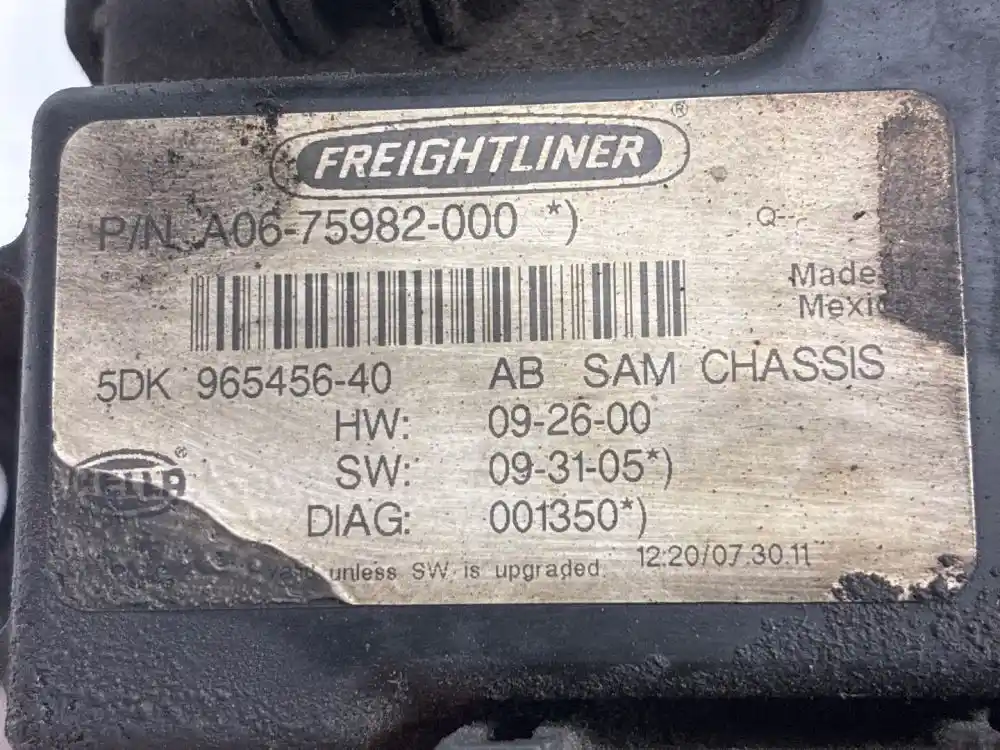 FREIGHTLINER ®
P/N A06-75982-000 *)
Q--
Made
5DK 965456-40 AB SAM CHASSIS
HW: 09-26-00
SW: 09-31-05*)
DIAG: 001350*)
unless SW is upgraded 12:20/07.30.11